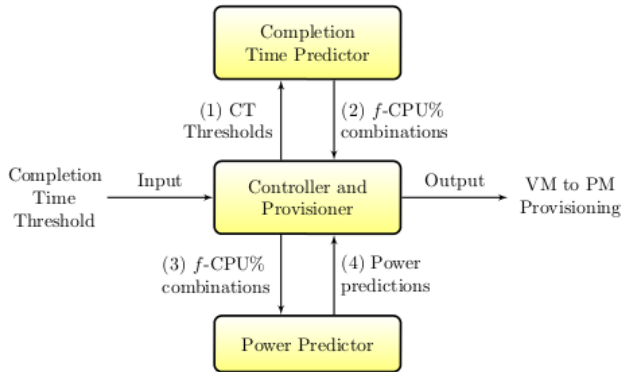 Completion
Time Predictor
(1) CT
Thresholds
(2) f-CPU%
combinations
Completion
Time
Threshold
Input
Controller and
Provisioner
Output
VM to PM
Provisioning
(3) f-CPU%
combinations
(4) Power
predictions
Power Predictor